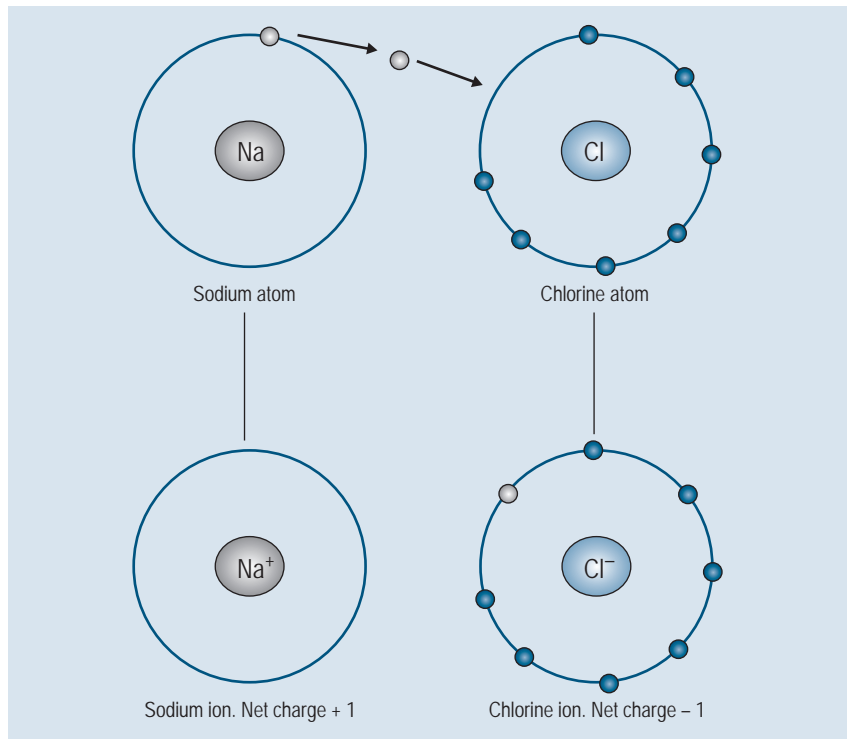 Na
Cl
Sodium atom
Chlorine atom
Na⁺
Cl⁻
Sodium ion. Net charge + 1
Chlorine ion. Net charge – 1